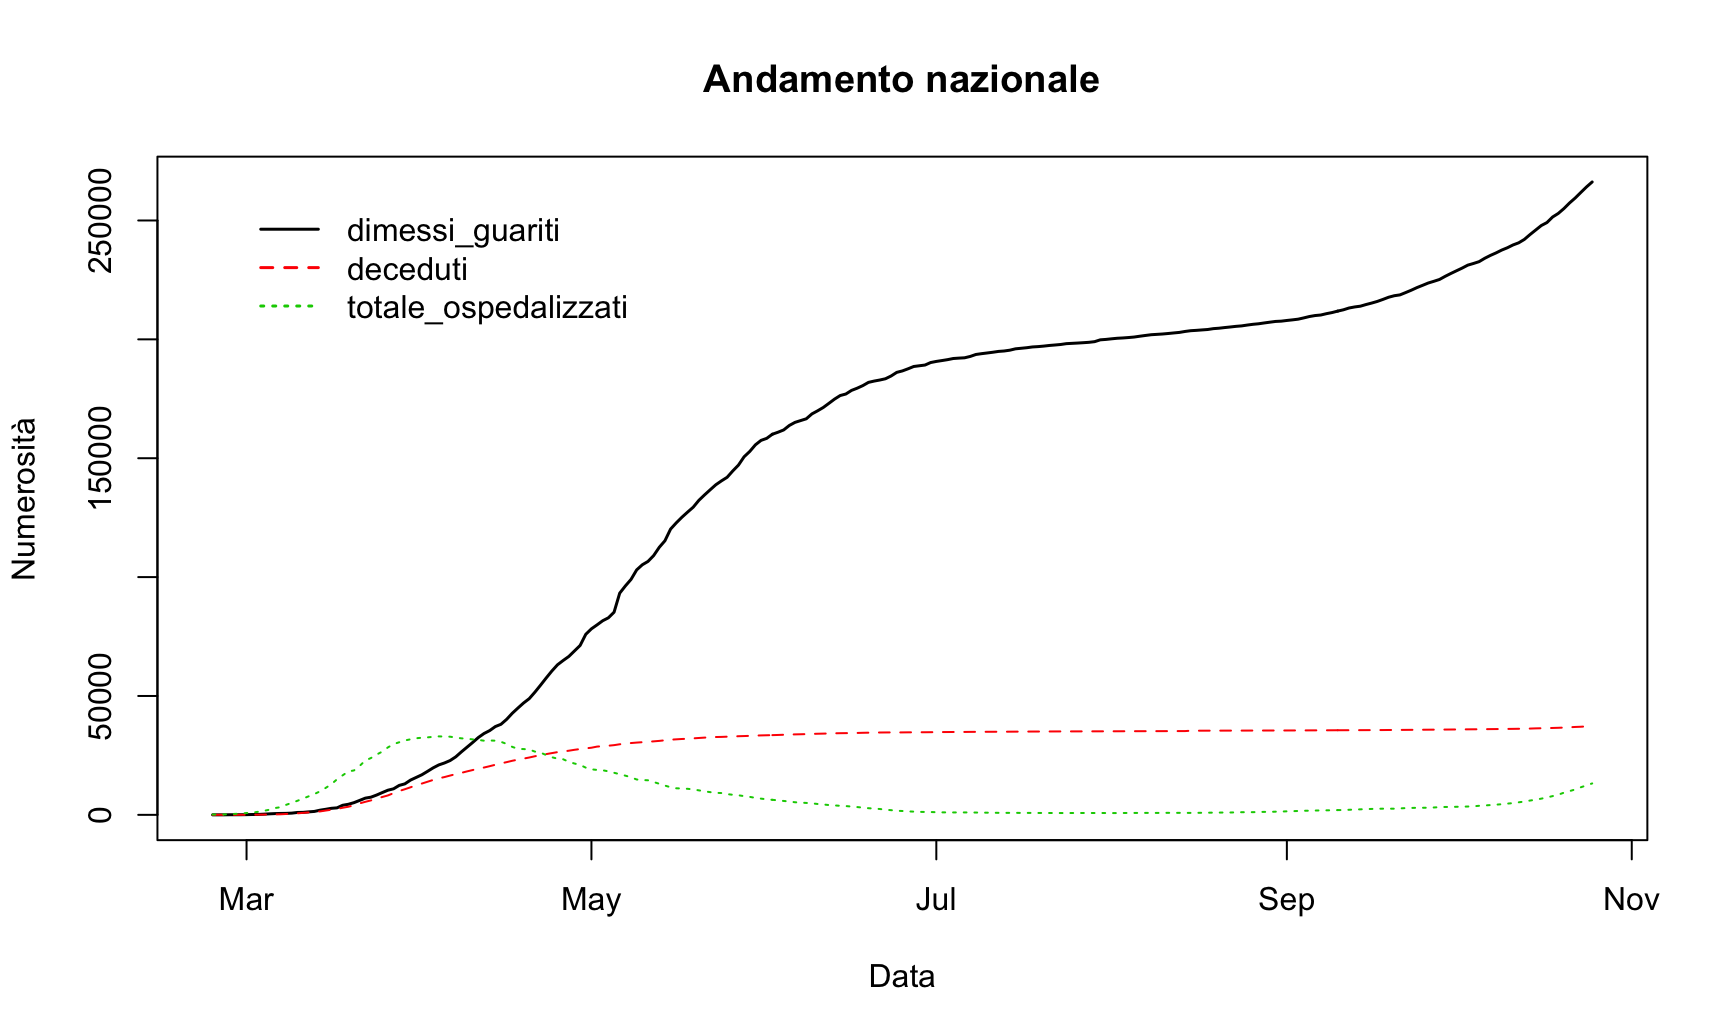 Andamento nazionale
250000
150000
50000
0
Numerosità
dimessi_guariti
deceduti
totale_ospedalizzati
Mar May Jul Sep Nov
Data